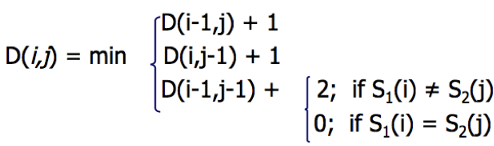 D(i-1,j) + 1
D(i,j) = min D(i,j-1) + 1
D(i-1,j-1) + 2; if S₁(i) ≠ S₂(j)
0; if S₁(i) = S₂(j)